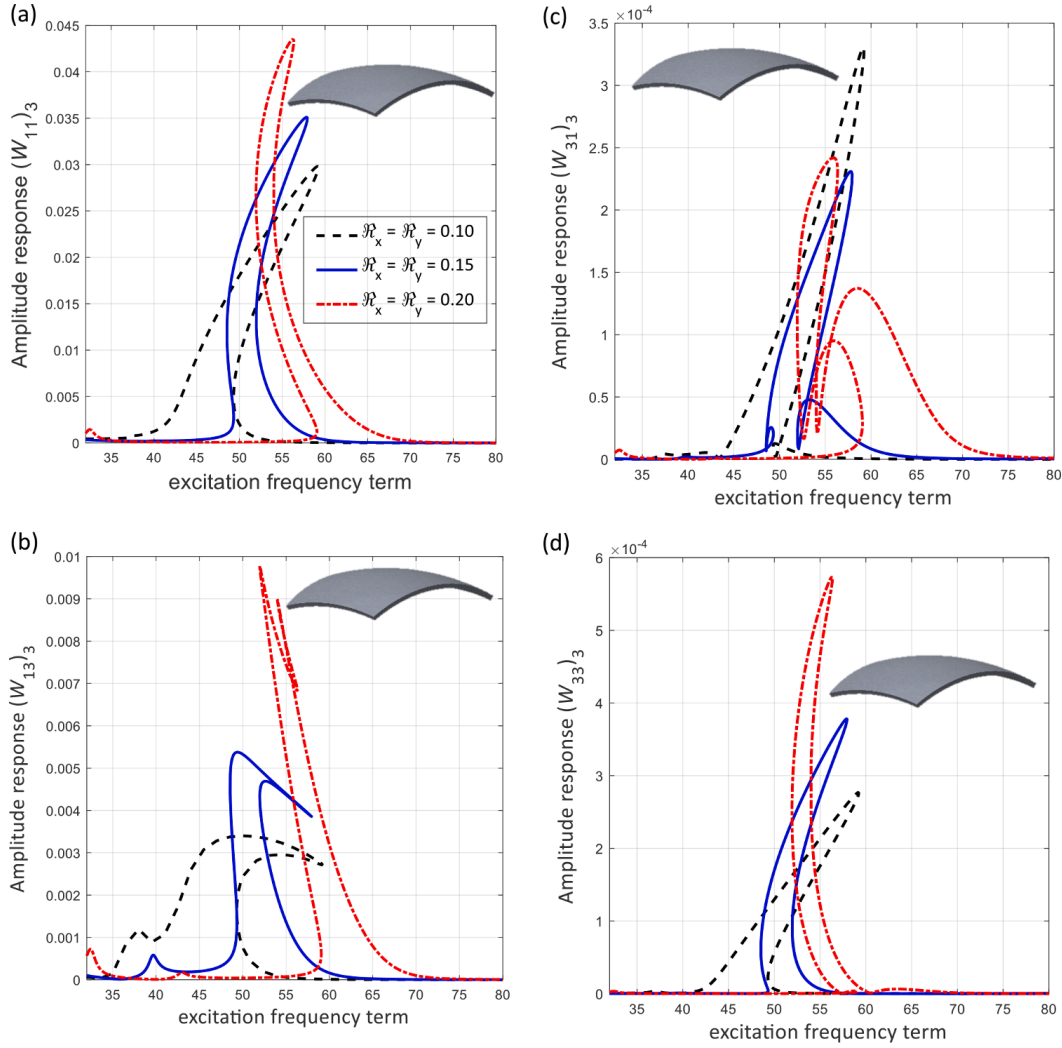 (a)
0.045
0.04
0.035
0.03
0.025
0.02
0.015
0.01
0.005
0
Amplitude response (W₁₁)₃
35 40 45 50 55 60 65 70 75 80
excitation frequency term
ℜx = ℜy = 0.10
ℜx = ℜy = 0.15
ℜx = ℜy = 0.20
(c)
×10⁻⁴
3.5
3
2.5
2
1.5
1
0.5
0
Amplitude response (W₃₁)₃
35 40 45 50 55 60 65 70 75 80
excitation frequency term
(b)
0.01
0.009
0.008
0.007
0.006
0.005
0.004
0.003
0.002
0.001
0
Amplitude response (W₁₃)₃
35 40 45 50 55 60 65 70 75 80
excitation frequency term
(d)
×10⁻⁴
6
5
4
3
2
1
0
Amplitude response (W₃₃)₃
35 40 45 50 55 60 65 70 75 80
excitation frequency term